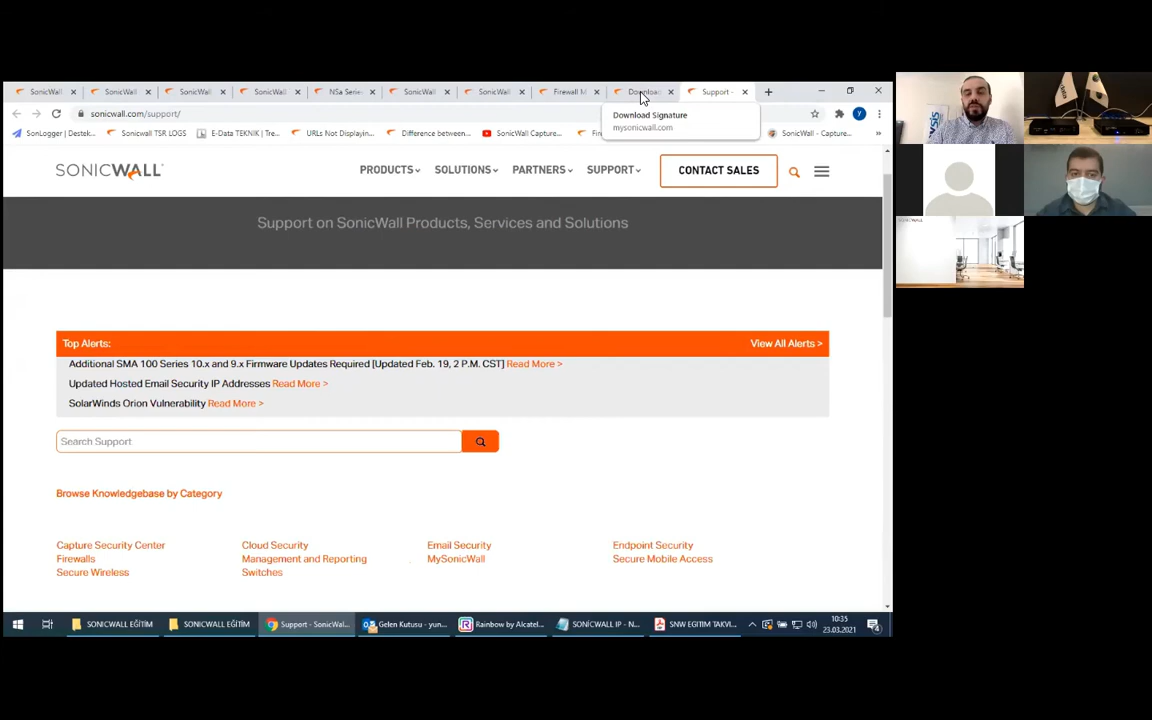 SonicWall
SonicWall
SonicWall
SonicWall
NSa Serie
SonicWall
SonicWall
Firewall M
Downloa
Support -
sonicwall.com/support/
Download Signature
mysonicwall.com
SonLogger | Destek...
Sonicwall TSR LOGS
E-Data TEKNİK | Tre...
URLs Not Displayin...
Difference between...
SonicWall Capture...
SonicWall - Capture...
SONICWALL
PRODUCTS
SOLUTIONS
PARTNERS
SUPPORT
CONTACT SALES
Support on SonicWall Products, Services and Solutions
Top Alerts:
View All Alerts >
Additional SMA 100 Series 10.x and 9.x Firmware Updates Required [Updated Feb. 19, 2 P.M. CST] Read More >
Updated Hosted Email Security IP Addresses Read More >
SolarWinds Orion Vulnerability Read More >
Search Support
Browse Knowledgebase by Category
Capture Security Center
Cloud Security
Email Security
Endpoint Security
Firewalls
Management and Reporting
MySonicWall
Secure Mobile Access
Secure Wireless
Switches
SONICWALL EĞİTİM
SONICWALL EĞİTİM
Support - SonicWal...
Gelen Kutusu - yun...
Rainbow by Alcatel...
SONİCWALL IP - N...
SNW EGITIM TAKVİ...
10:35
23.03.2021
4